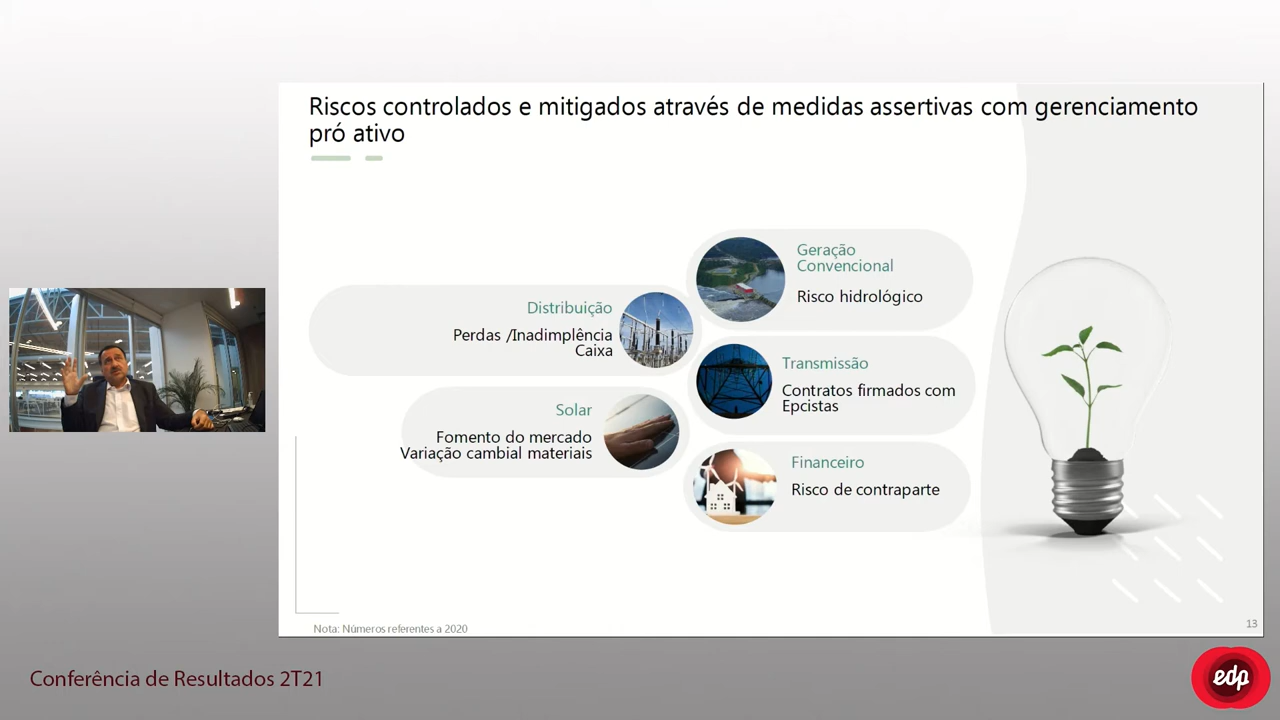 Riscos controlados e mitigados através de medidas assertivas com gerenciamento
pró ativo
Distribuição
Perdas /Inadimplência
Caixa
Solar
Fomento do mercado
Variação cambial materiais
Geração
Convencional
Risco hidrológico
Transmissão
Contratos firmados com
Epcistas
Financeiro
Risco de contraparte
Nota: Números referentes a 2020
13
Conferência de Resultados 2T21
edp